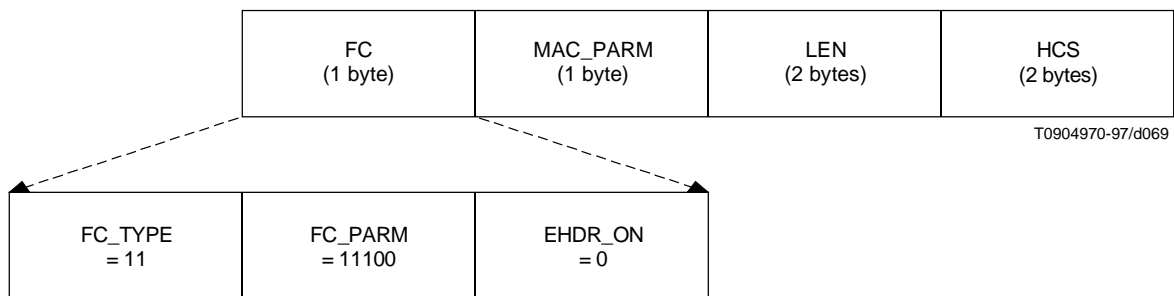 FC
(1 byte)
MAC_PARM
(1 byte)
LEN
(2 bytes)
HCS
(2 bytes)
T0904970-97/d069
FC_TYPE
= 11
FC_PARM
= 11100
EHDR_ON
= 0